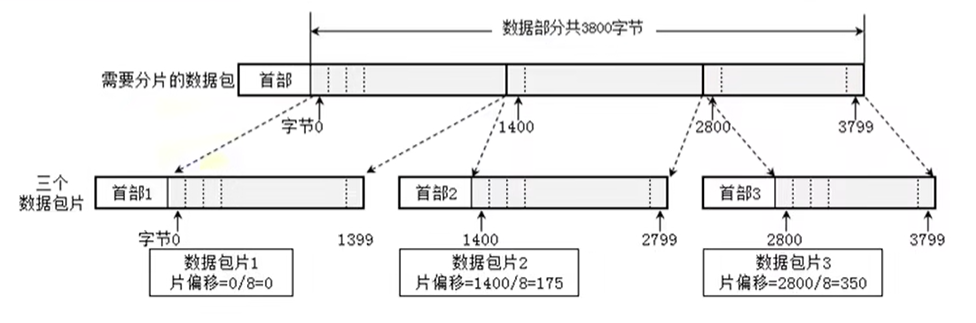 数据部分共3800字节
需要分片的数据包
首部
字节0
1400
2800
3799
三个
数据包片
首部1
首部2
首部3
字节0
1399
1400
2799
2800
3799
数据包片1
片偏移=0/8=0
数据包片2
片偏移=1400/8=175
数据包片3
片偏移=2800/8=350